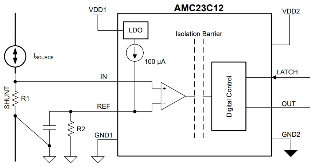 AMC23C12
VDD1
VDD2
LDO
Isolation Barrier
ISOURCE
100 μA
IN
LATCH
SHUNT
R1
Digital Control
REF
OUT
R2
GND1
GND2